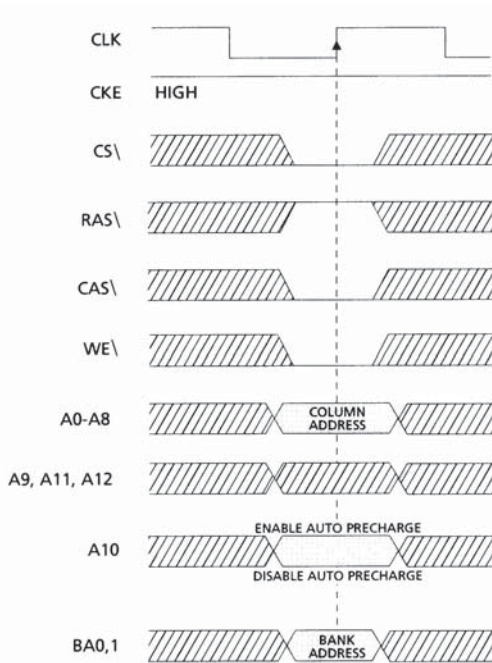 CLK
CKE HIGH
CS\
RAS\
CAS\
WE\
A0-A8
COLUMN
ADDRESS
A9, A11, A12
ENABLE AUTO PRECHARGE
A10
DISABLE AUTO PRECHARGE
BA0,1
BANK
ADDRESS